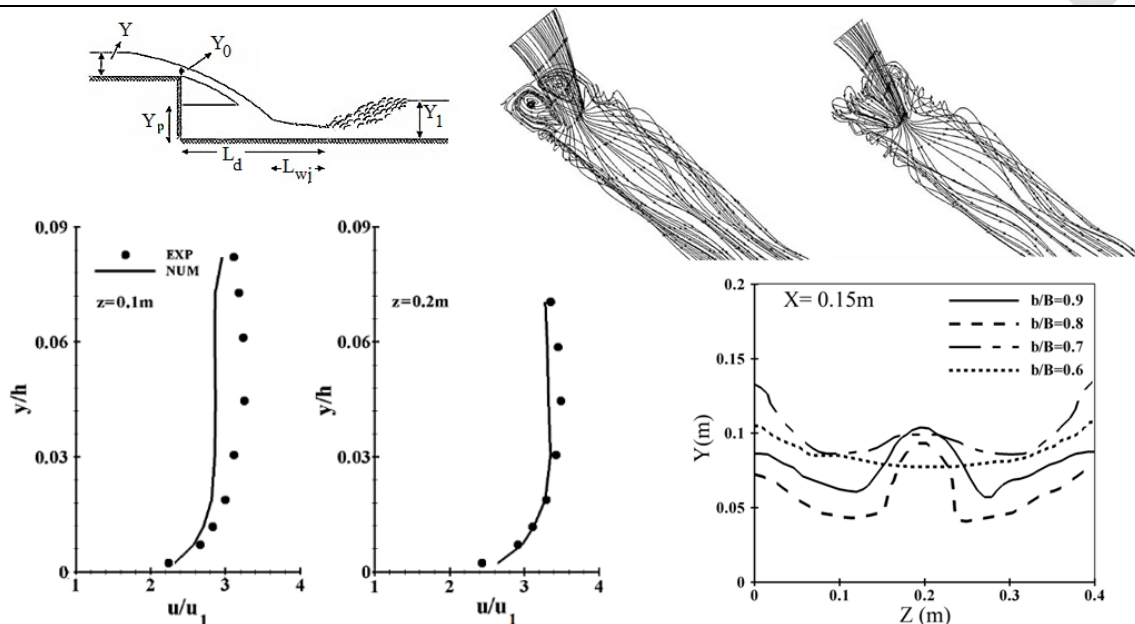 Y
Y0
Yp
Y1
Ld
Lwj
0.09
0.06
0.03
0
y/h
EXP
NUM
z=0.1m
1
2
3
4
u/u1
0.09
0.06
0.03
0
y/h
z=0.2m
1
2
3
4
u/u1
X= 0.15m
b/B=0.9
b/B=0.8
b/B=0.7
b/B=0.6
0.2
0.15
0.1
0.05
0
Y(m)
0
0.1
0.2
0.3
0.4
Z (m)